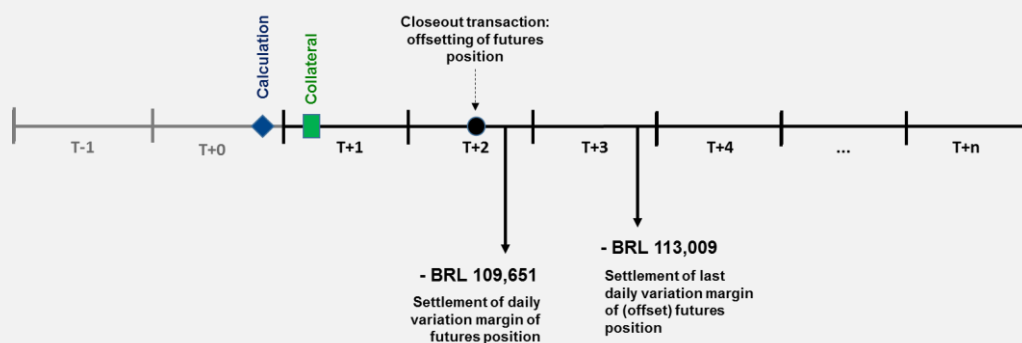 Closeout transaction:
offsetting of futures
position
Calculation
Collateral
T-1
T+0
T+1
T+2
T+3
T+4
...
T+n
- BRL 109,651
Settlement of daily
variation margin of
futures position
- BRL 113,009
Settlement of last
daily variation margin
of (offset) futures
position